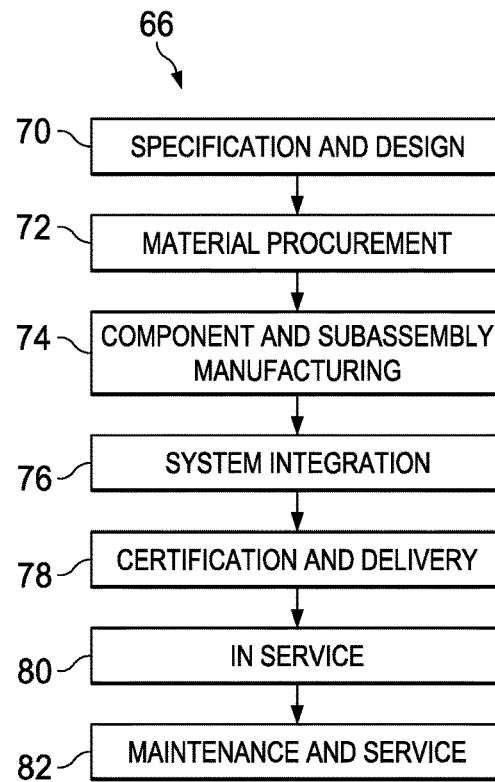 66
70 SPECIFICATION AND DESIGN
72 MATERIAL PROCUREMENT
74 COMPONENT AND SUBASSEMBLY
MANUFACTURING
76 SYSTEM INTEGRATION
78 CERTIFICATION AND DELIVERY
80 IN SERVICE
82 MAINTENANCE AND SERVICE